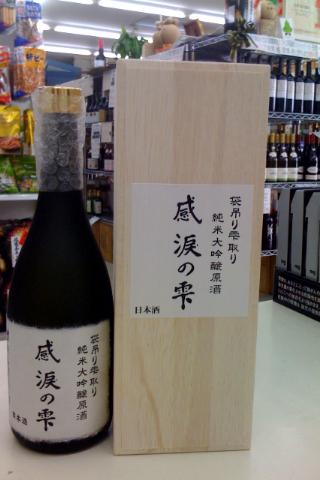 袋吊り雫取り
純米大吟醸原酒
感涙の雫
日本酒
袋吊り雫取り
純米大吟醸原酒
感涙の雫
日本酒